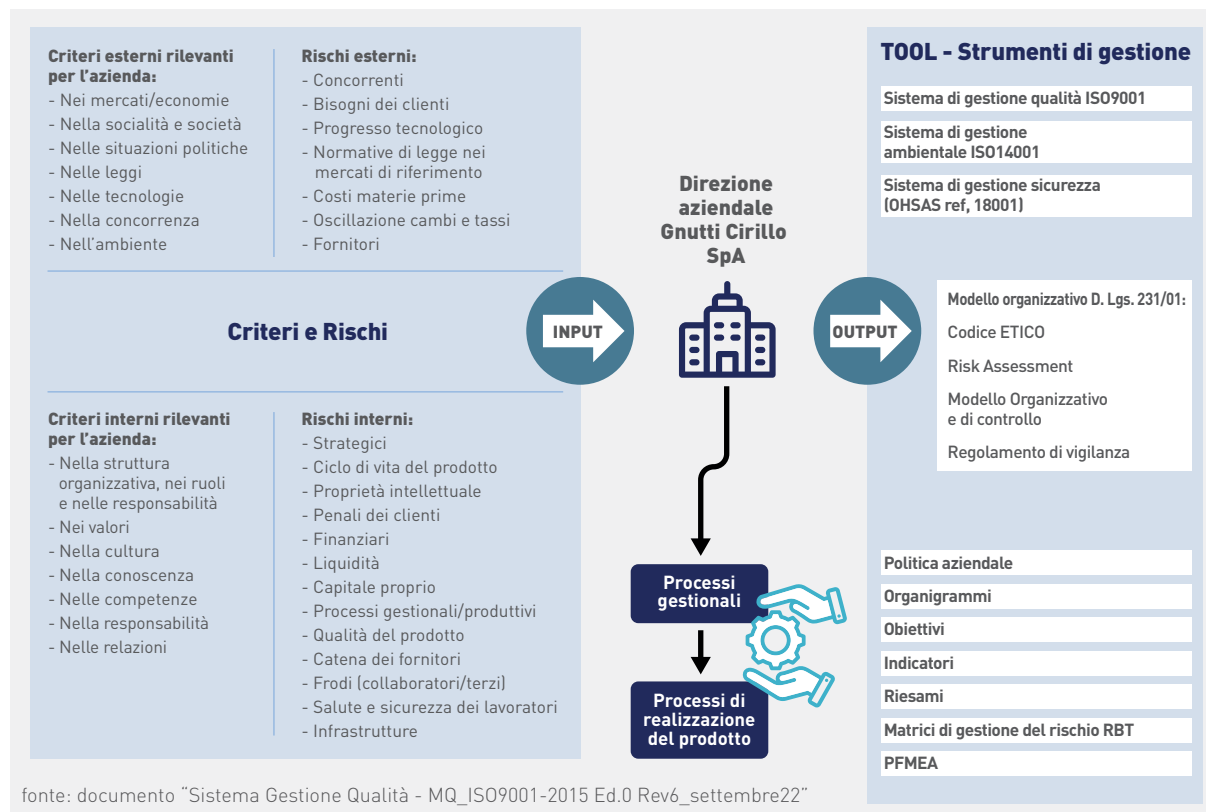 Criteri esterni rilevanti
per l'azienda:
- Nei mercati/economie
- Nella socialità e società
- Nelle situazioni politiche
- Nelle leggi
- Nelle tecnologie
- Nella concorrenza
- Nell'ambiente
Rischi esterni:
- Concorrenti
- Bisogni dei clienti
- Progresso tecnologico
- Normative di legge nei
mercati di riferimento
- Costi materie prime
- Oscillazione cambi e tassi
- Fornitori
Criteri e Rischi
Criteri interni rilevanti
per l'azienda:
- Nella struttura
organizzativa, nei ruoli
e nelle responsabilità
- Nei valori
- Nella cultura
- Nella conoscenza
- Nelle competenze
- Nella responsabilità
- Nelle relazioni
Rischi interni:
- Strategici
- Ciclo di vita del prodotto
- Proprietà intellettuale
- Penali dei clienti
- Finanziari
- Liquidità
- Capitale proprio
- Processi gestionali/produttivi
- Qualità del prodotto
- Catena dei fornitori
- Frodi (collaboratori/terzi)
- Salute e sicurezza dei lavoratori
- Infrastrutture
INPUT
Direzione
aziendale
Gnutti Cirillo
SpA
Processi
gestionali
Processi di
realizzazione
del prodotto
OUTPUT
TOOL - Strumenti di gestione
Sistema di gestione qualità ISO9001
Sistema di gestione
ambientale ISO14001
Sistema di gestione sicurezza
(OHSAS ref, 18001)
Modello organizzativo D. Lgs. 231/01:
Codice ETICO
Risk Assessment
Modello Organizzativo
e di controllo
Regolamento di vigilanza
Politica aziendale
Organigrammi
Obiettivi
Indicatori
Riesami
Matrici di gestione del rischio RBT
PFMEA
fonte: documento "Sistema Gestione Qualità - MQ_ISO9001-2015 Ed.0 Rev6_settembre22"